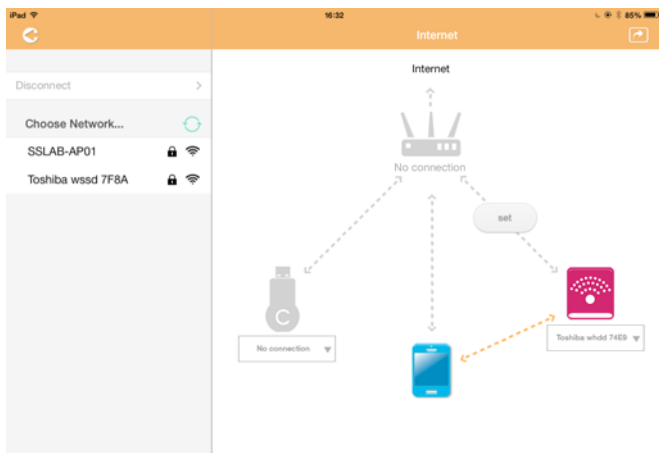 iPad
16:32
85%
Internet
Disconnect
Choose Network...
SSLAB-AP01
Toshiba wssd 7F8A
Internet
No connection
set
C
No connection
Toshiba whdd 74E9